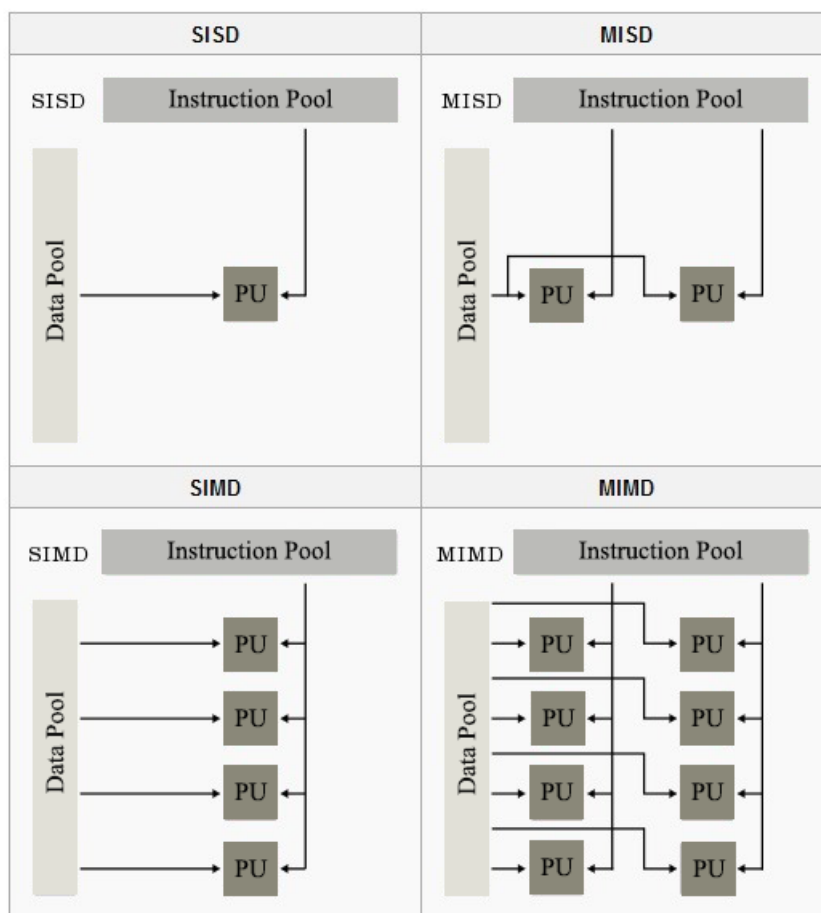 SISD
MISD
SISD
Instruction Pool
MISD
Instruction Pool
Data Pool
PU
Data Pool
PU
PU
SIMD
MIMD
SIMD
Instruction Pool
MIMD
Instruction Pool
Data Pool
PU
PU
PU
PU
Data Pool
PU
PU
PU
PU
PU
PU
PU
PU